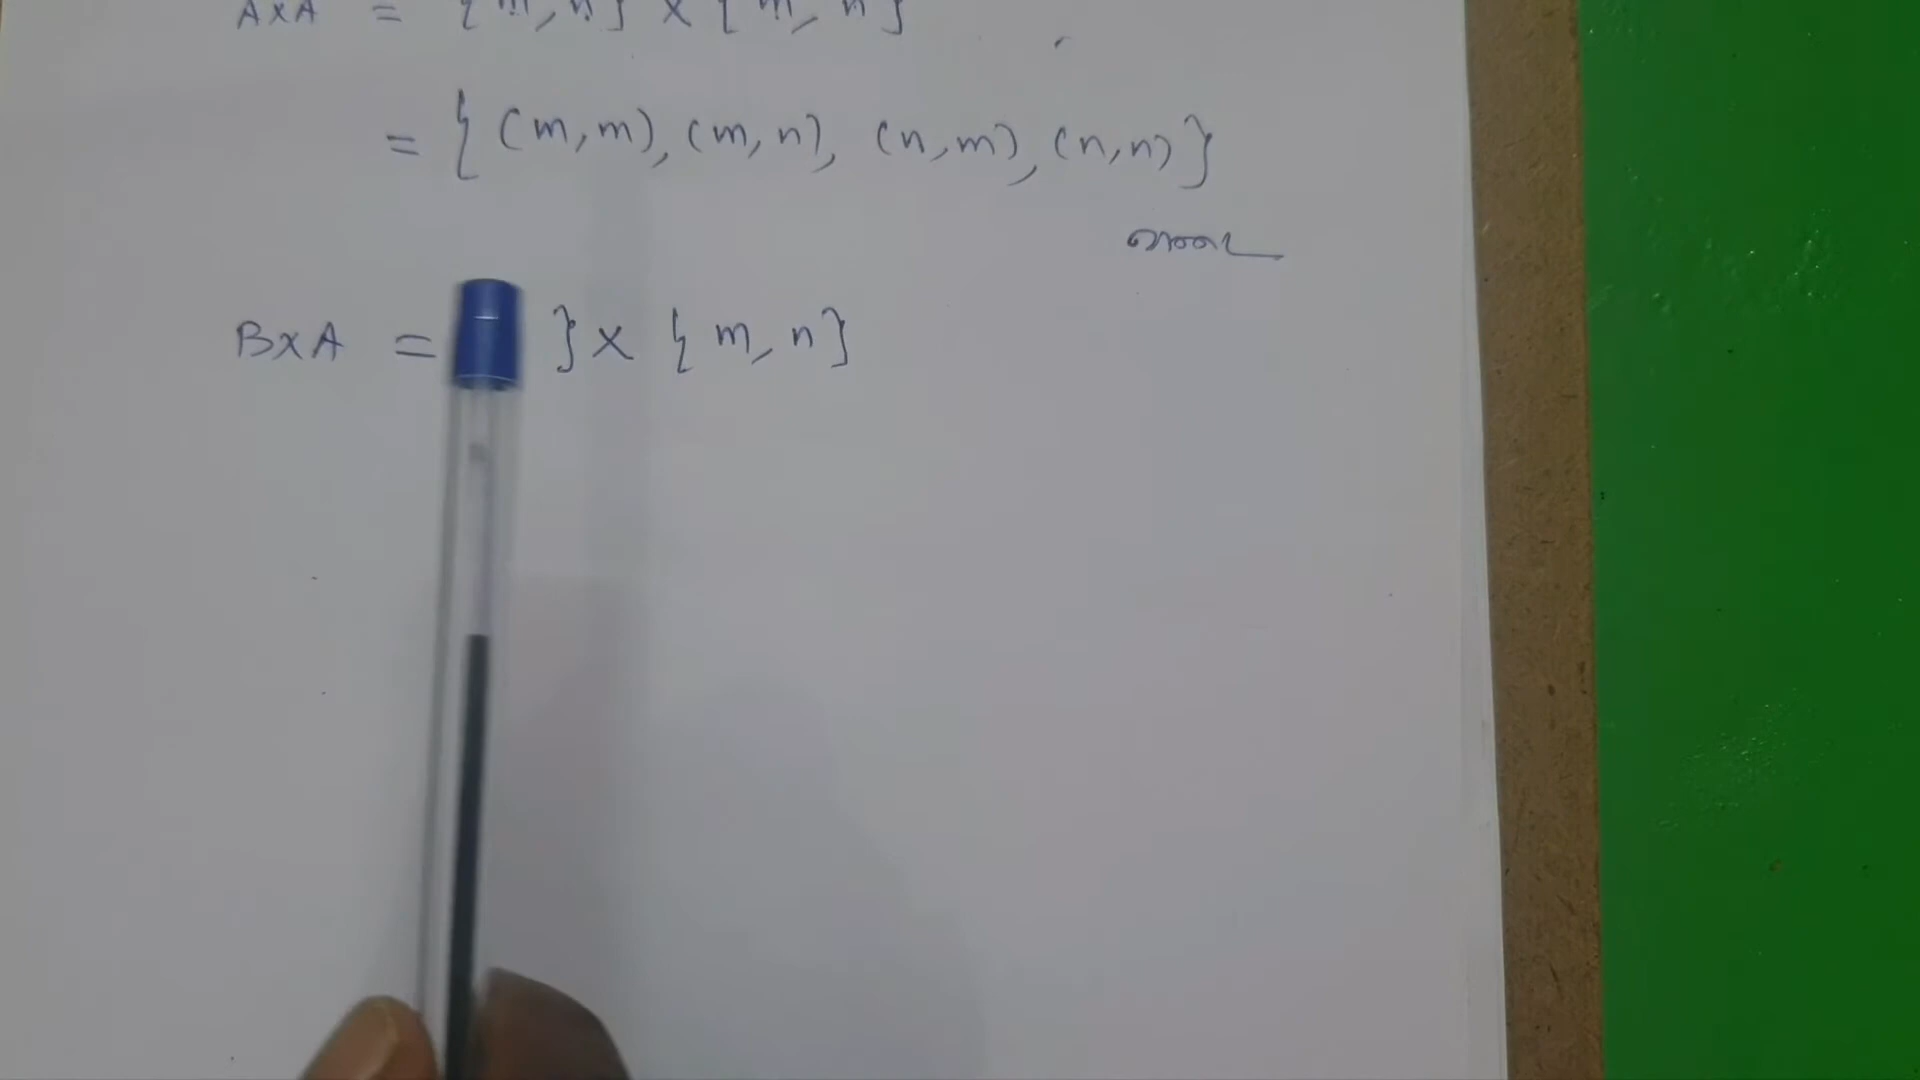 A×A = {m, n} × {m, n}
= {(m,m), (m,n), (n,m), (n,n)}
B×A = } × {m, n}